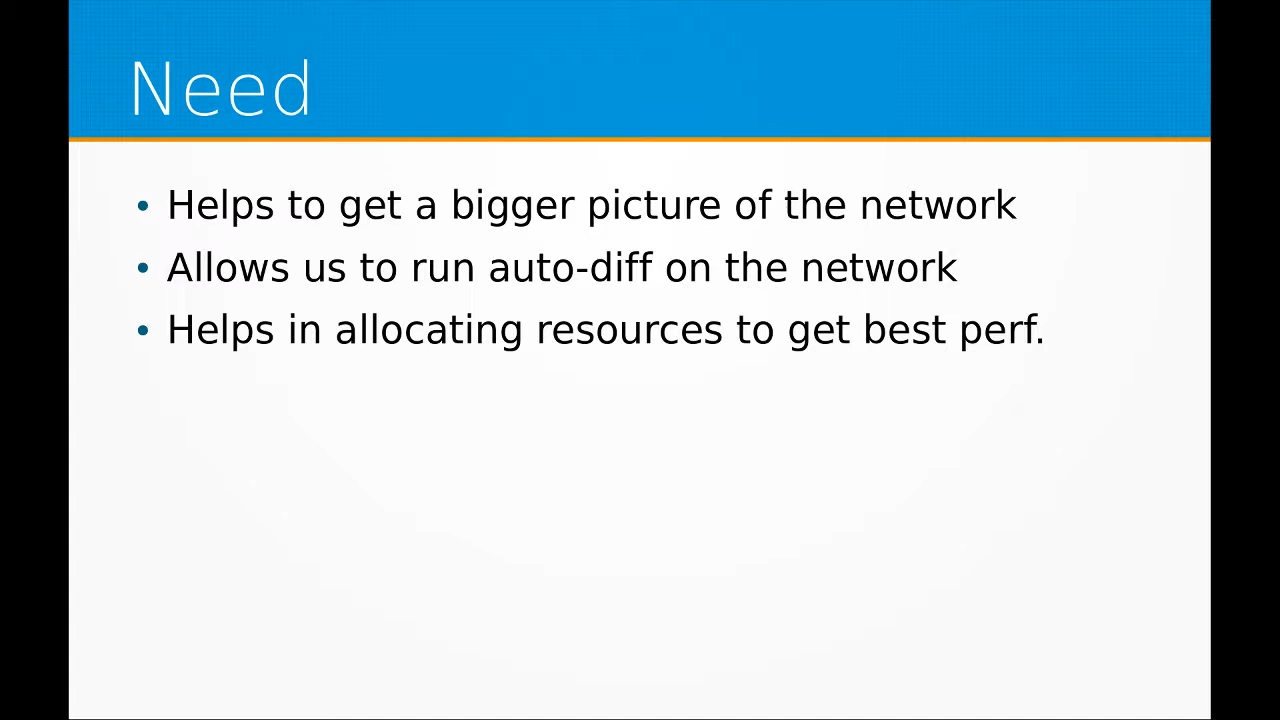 Need
• Helps to get a bigger picture of the network
• Allows us to run auto-diff on the network
• Helps in allocating resources to get best perf.